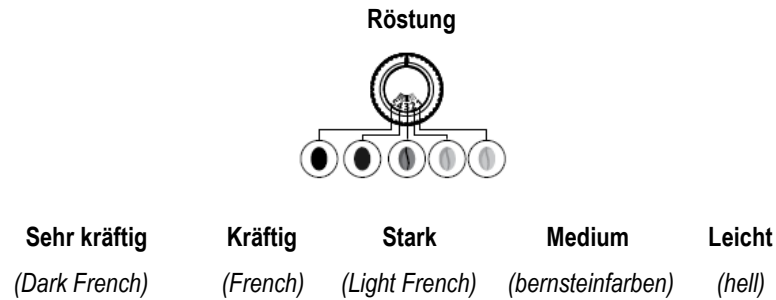 Röstung
Sehr kräftig Kräftig Stark Medium Leicht
(Dark French) (French) (Light French) (bernsteinfarben) (hell)